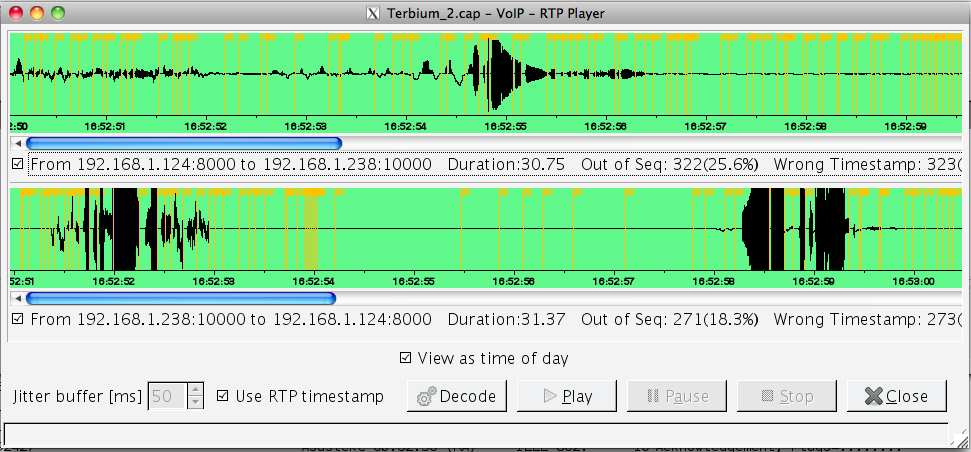 Terbium_2.cap – VoIP – RTP Player
2:50 16:52:51 16:52:52 16:52:53 16:52:54 16:52:55 16:52:56 16:52:57 16:52:58 16:52:59
From 192.168.1.124:8000 to 192.168.1.238:10000 Duration:30.75 Out of Seq: 322(25.6%) Wrong Timestamp: 323(
52:51 16:52:52 16:52:53 16:52:54 16:52:55 16:52:56 16:52:57 16:52:58 16:52:59 16:53:00
From 192.168.1.238:10000 to 192.168.1.124:8000 Duration:31.37 Out of Seq: 271(18.3%) Wrong Timestamp: 273(
View as time of day
Jitter buffer [ms] 50 Use RTP timestamp Decode Play Pause Stop Close